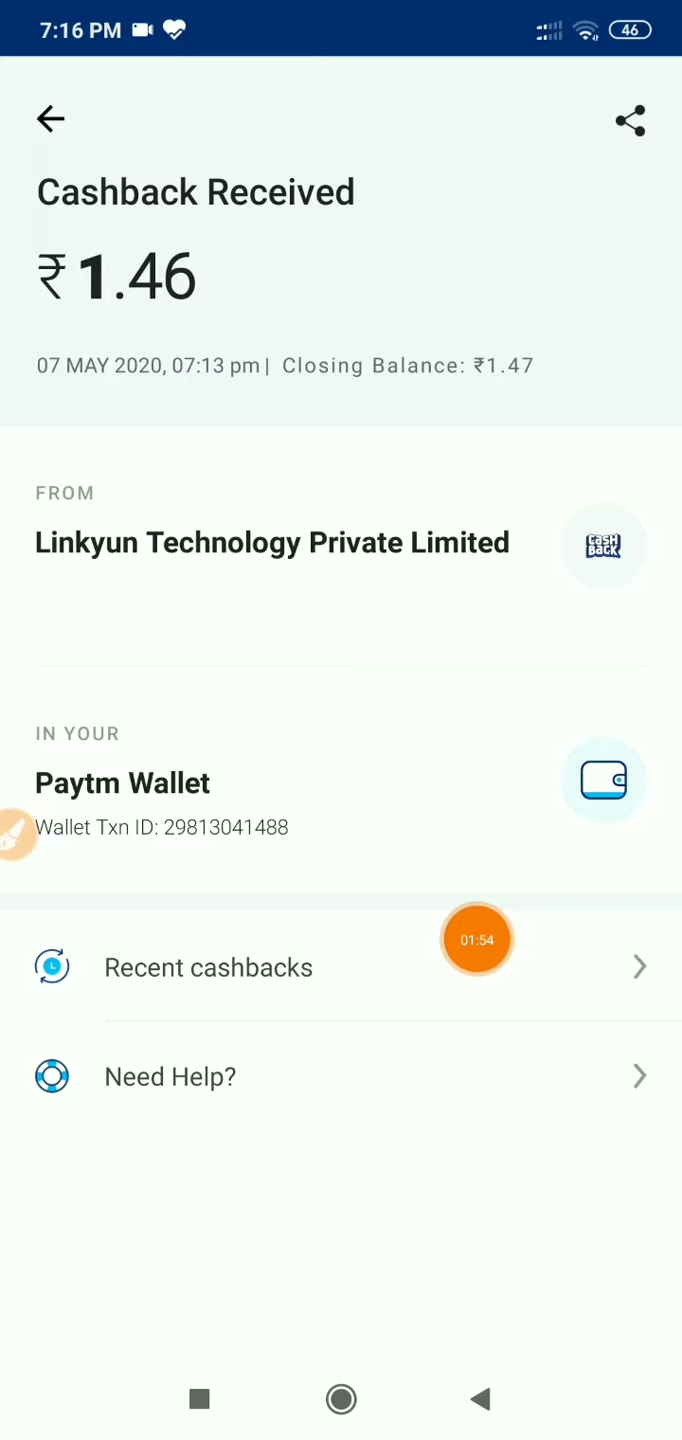 7:16 PM
46
Cashback Received
₹1.46
07 MAY 2020, 07:13 pm| Closing Balance: ₹1.47
FROM
Linkyun Technology Private Limited
CASH
BACK
IN YOUR
Paytm Wallet
Wallet Txn ID: 29813041488
01:54
Recent cashbacks
Need Help?